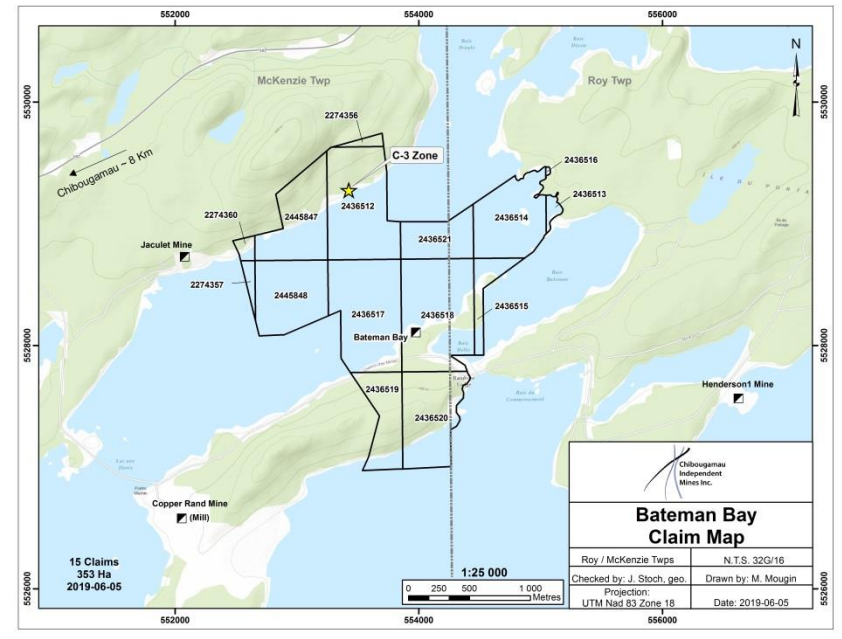 552000
554000
556000
5530000
5530000
McKenzie Twp
Roy Twp
N
2274356
C-3 Zone
Chibougamau ~ 8 Km
2436516
2436513
2436512
2445847
2436514
2274360
2436521
Jaculet Mine
2274357
2445848
2436517
2436518
2436515
5528000
5528000
Bateman Bay
2436519
2436520
Henderson1 Mine
Copper Rand Mine
(Mill)
Chibougamau
Independent
Mines Inc.
Bateman Bay
Claim Map
15 Claims
353 Ha
2019-06-05
1:25 000
0 250 500 1 000
Metres
Roy / McKenzie Twps
N.T.S. 32G/16
Checked by: J. Stoch, geo.
Drawn by: M. Mougin
Projection:
UTM Nad 83 Zone 18
Date: 2019-06-05
5526000
5526000
552000
554000
556000